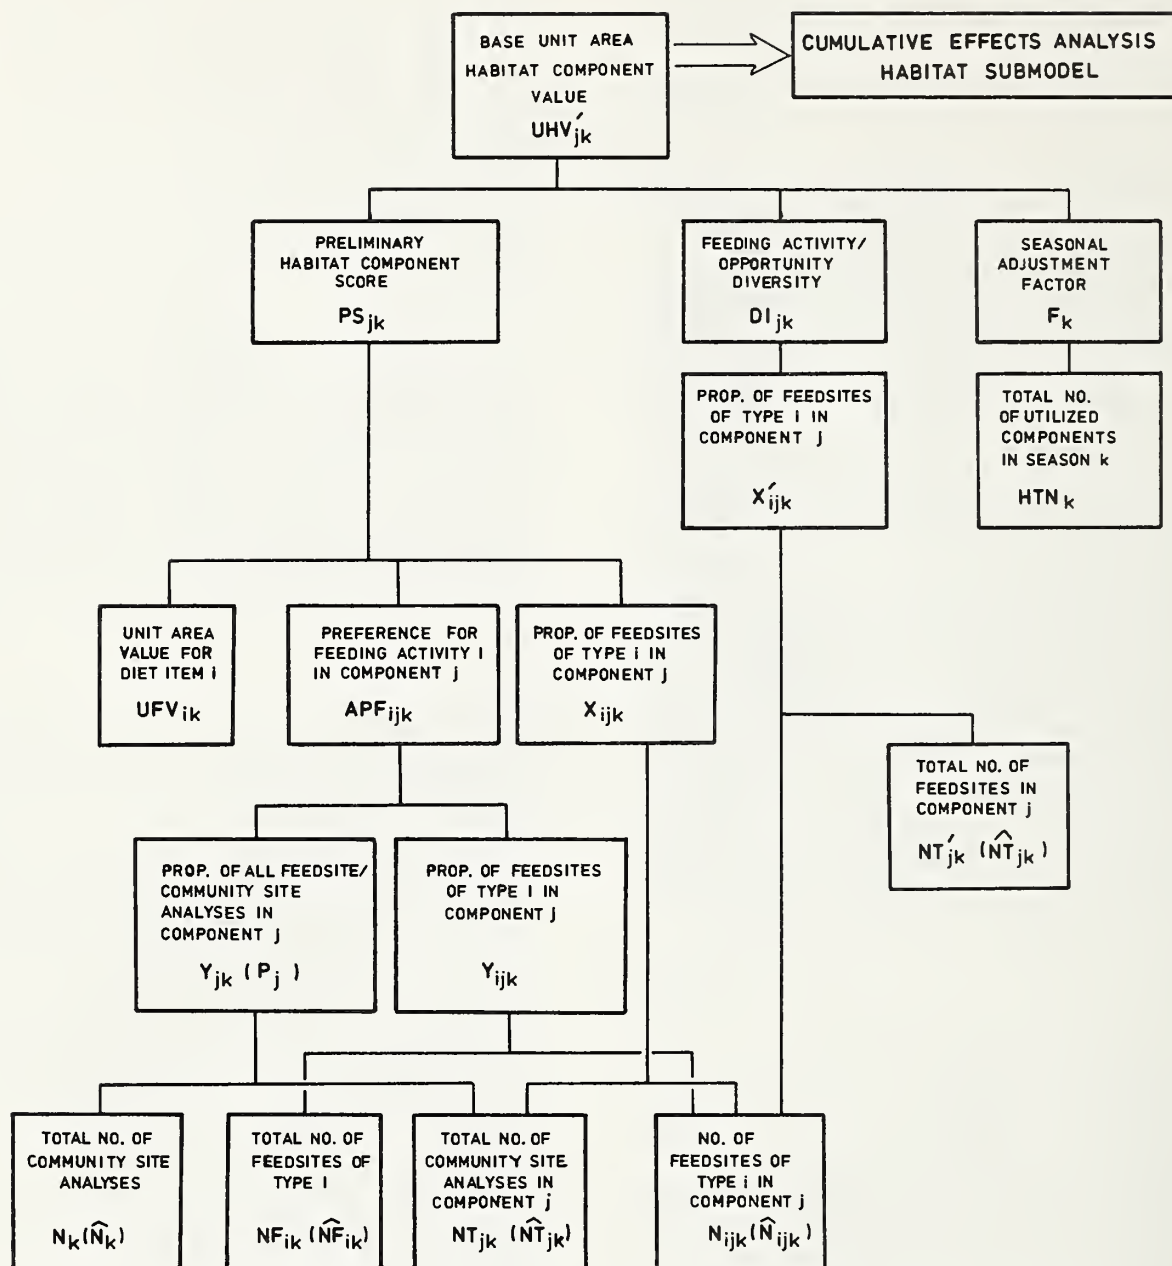 BASE UNIT AREA
HABITAT COMPONENT
VALUE
UHV′jk
CUMULATIVE EFFECTS ANALYSIS
HABITAT SUBMODEL
PRELIMINARY
HABITAT COMPONENT
SCORE
PSjk
FEEDING ACTIVITY/
OPPORTUNITY
DIVERSITY
DIjk
SEASONAL
ADJUSTMENT
FACTOR
Fk
PROP. OF FEEDSITES
OF TYPE i IN
COMPONENT j
X′ijk
TOTAL NO.
OF UTILIZED
COMPONENTS
IN SEASON k
HTNk
UNIT AREA
VALUE FOR
DIET ITEM i
UFVik
PREFERENCE FOR
FEEDING ACTIVITY i
IN COMPONENT j
APFijk
PROP. OF FEEDSITES
OF TYPE i IN
COMPONENT j
Xijk
TOTAL NO. OF
FEEDSITES IN
COMPONENT j
NT′jk (N̂Tjk)
PROP. OF ALL FEEDSITE/
COMMUNITY SITE
ANALYSES IN
COMPONENT j
Yjk (Pj)
PROP. OF FEEDSITES
OF TYPE I IN
COMPONENT j
Yijk
TOTAL NO. OF
COMMUNITY SITE
ANALYSES
Nk(N̂k)
TOTAL NO. OF
FEEDSITES OF
TYPE I
NFik (N̂Fik)
TOTAL NO. OF
COMMUNITY SITE
ANALYSES IN
COMPONENT j
NTjk (N̂Tjk)
NO. OF
FEEDSITES OF
TYPE i IN
COMPONENT j
Nijk(N̂ijk)